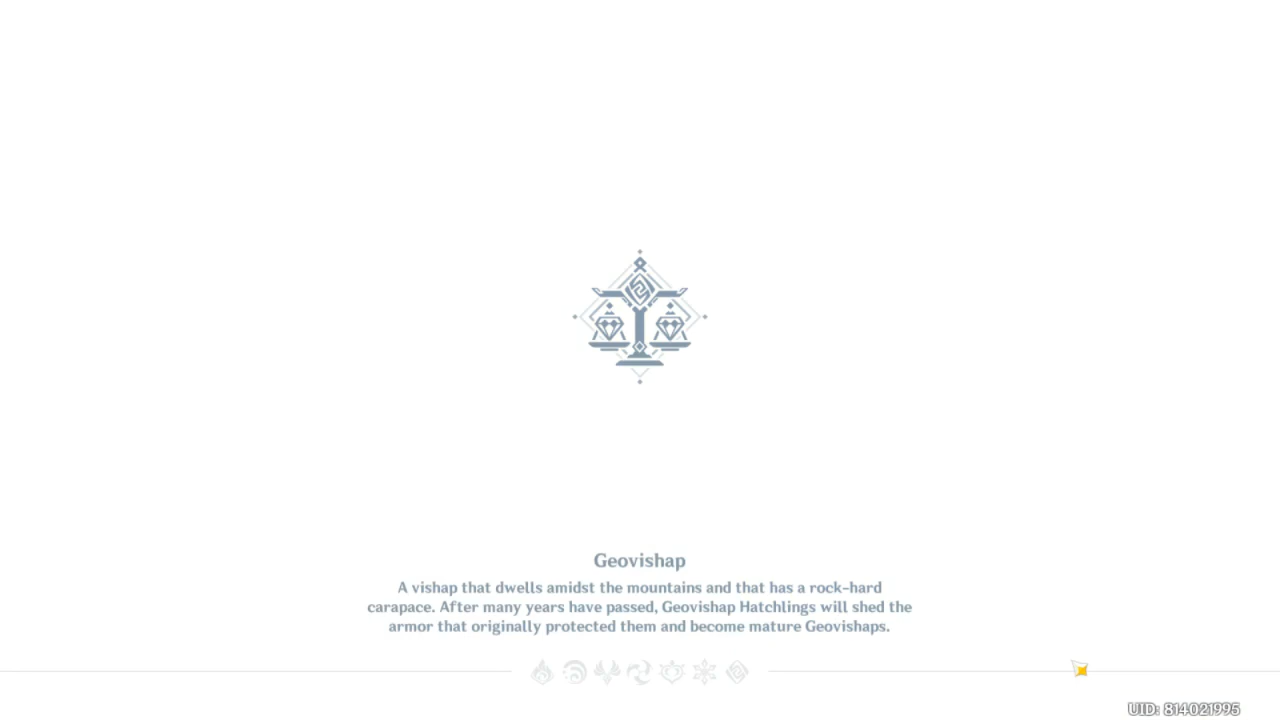 Geovishap
A vishap that dwells amidst the mountains and that has a rock-hard
carapace. After many years have passed, Geovishap Hatchlings will shed the
armor that originally protected them and become mature Geovishaps.
UID: 814021995